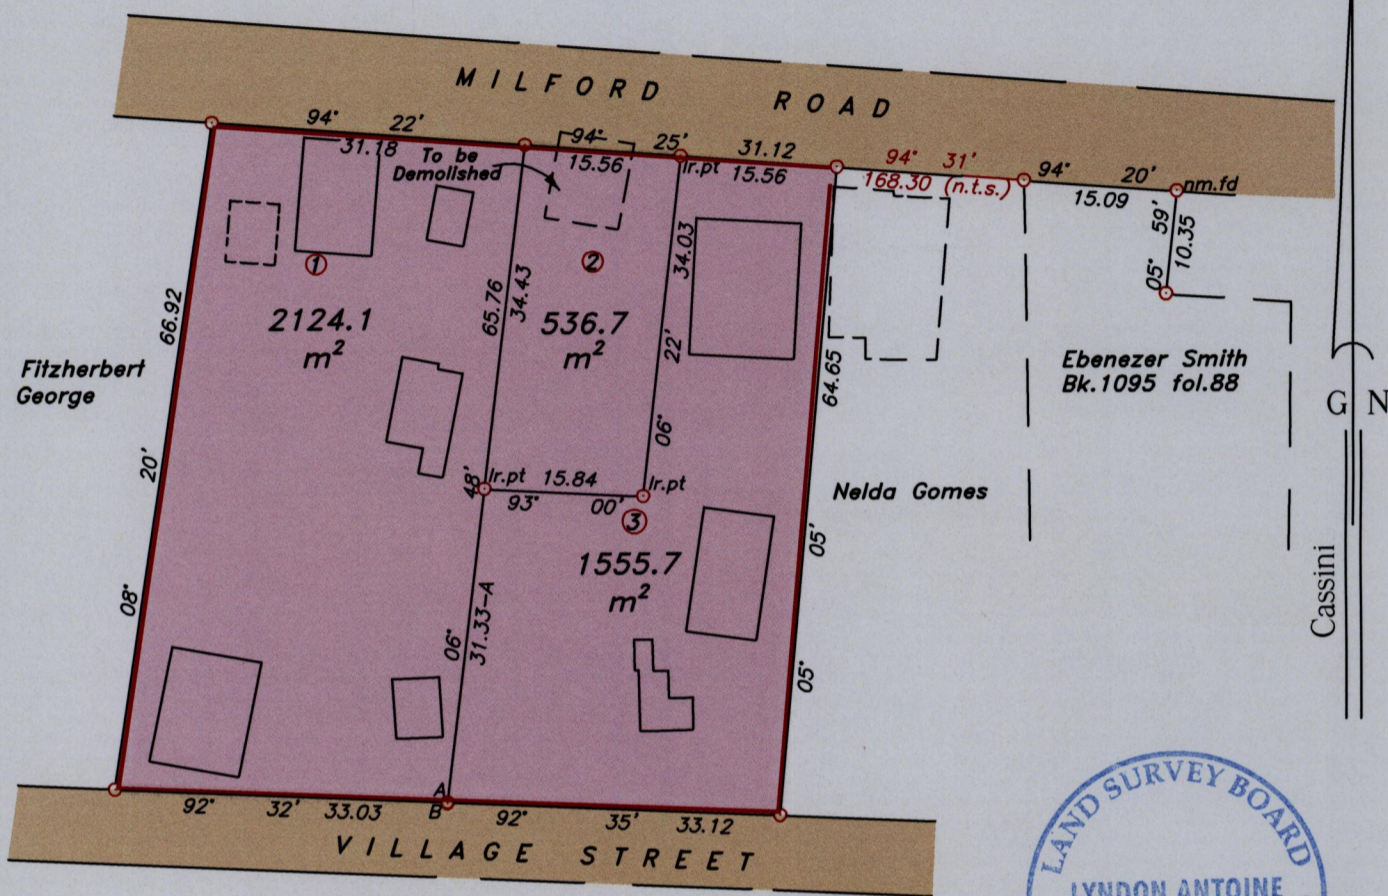 MILFORD ROAD
94° 22' 94° 25' 31.12
31.18 To be 15.56 Ir.pt 15.56
Demolished
94° 31' 94° 20' nm.fd
168.30 (n.t.s.) 15.09
59'
10.35
05°
①
2124.1
m²
②
536.7
m²
65.76
34.43
34.03
22'
06°
66.92
Fitzherbert
George
20'
08°
64.65
Ebenezer Smith
Bk.1095 fol.88
G N
Cassini
48' Ir.pt 15.84 Ir.pt
93° 00'
③
1555.7
m²
Nelda Gomes
05'
05°
06°
31.33-A
A
92° 32' 33.03 B 92° 35' 33.12
VILLAGE STREET
LAND SURVEY BOARD
LYNDON ANTOINE